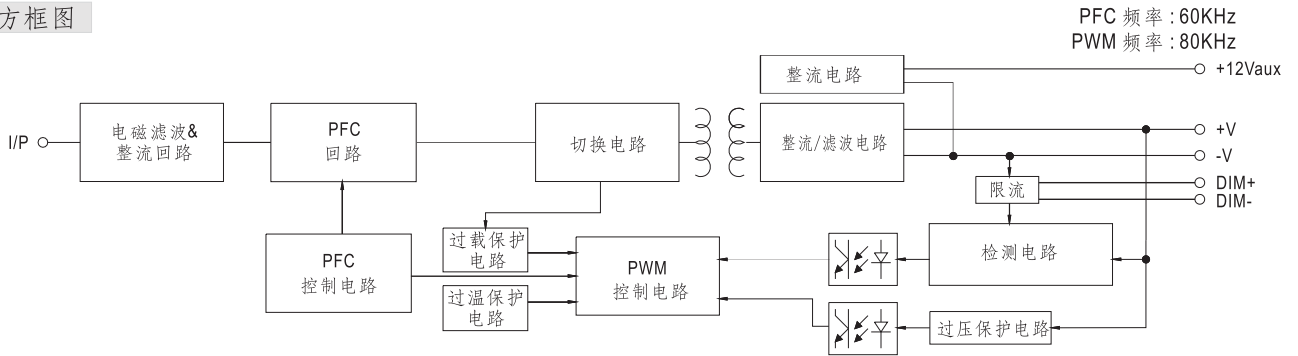 方框图
PFC 频率 : 60KHz
PWM 频率 : 80KHz
整流电路
+12Vaux
I/P
电磁滤波&
整流回路
PFC
回路
切换电路
整流/滤波电路
+V
-V
限流
DIM+
DIM-
PFC
控制电路
过载保护
电路
过温保护
电路
PWM
控制电路
检测电路
过压保护电路